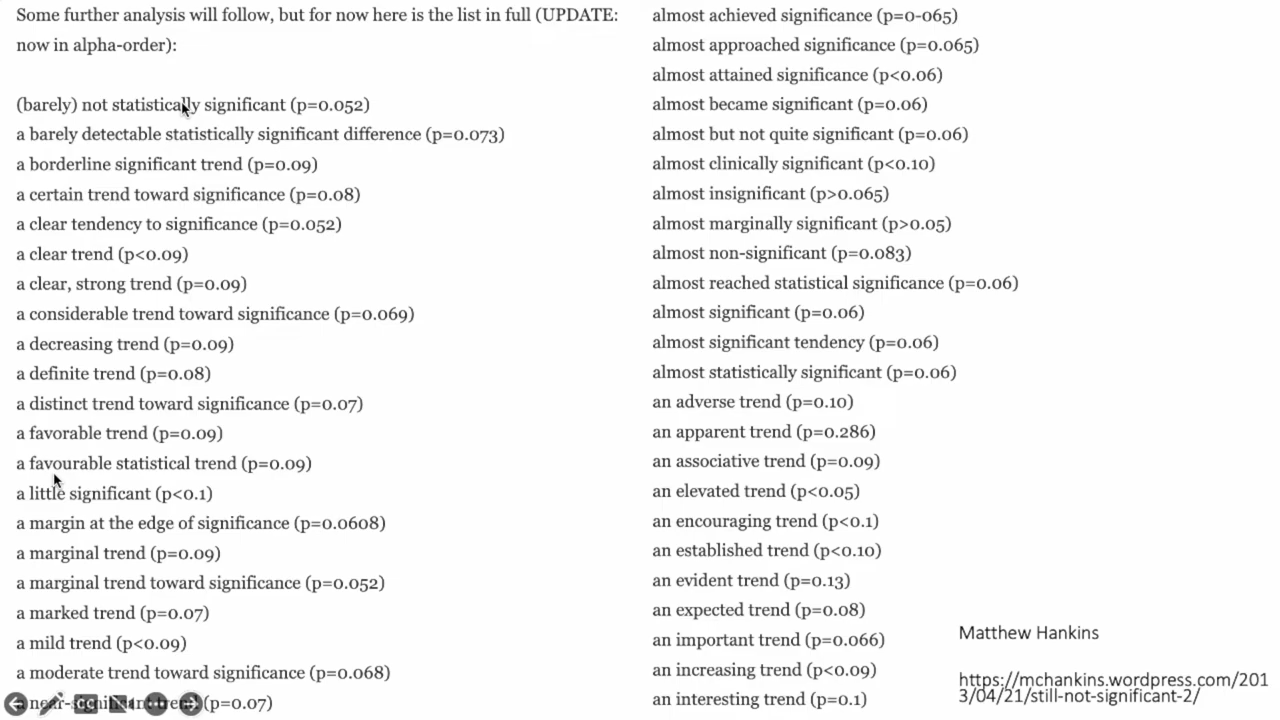 Some further analysis will follow, but for now here is the list in full (UPDATE:
now in alpha-order):
(barely) not statistically significant (p=0.052)
a barely detectable statistically significant difference (p=0.073)
a borderline significant trend (p=0.09)
a certain trend toward significance (p=0.08)
a clear tendency to significance (p=0.052)
a clear trend (p<0.09)
a clear, strong trend (p=0.09)
a considerable trend toward significance (p=0.069)
a decreasing trend (p=0.09)
a definite trend (p=0.08)
a distinct trend toward significance (p=0.07)
a favorable trend (p=0.09)
a favourable statistical trend (p=0.09)
a little significant (p<0.1)
a margin at the edge of significance (p=0.0608)
a marginal trend (p=0.09)
a marginal trend toward significance (p=0.052)
a marked trend (p=0.07)
a mild trend (p<0.09)
a moderate trend toward significance (p=0.068)
a near-significant trend (p=0.07)
almost achieved significance (p=0-065)
almost approached significance (p=0.065)
almost attained significance (p<0.06)
almost became significant (p=0.06)
almost but not quite significant (p=0.06)
almost clinically significant (p<0.10)
almost insignificant (p>0.065)
almost marginally significant (p>0.05)
almost non-significant (p=0.083)
almost reached statistical significance (p=0.06)
almost significant (p=0.06)
almost significant tendency (p=0.06)
almost statistically significant (p=0.06)
an adverse trend (p=0.10)
an apparent trend (p=0.286)
an associative trend (p=0.09)
an elevated trend (p<0.05)
an encouraging trend (p<0.1)
an established trend (p<0.10)
an evident trend (p=0.13)
an expected trend (p=0.08)
an important trend (p=0.066)
an increasing trend (p<0.09)
an interesting trend (p=0.1)
Matthew Hankins
https://mchankins.wordpress.com/201
3/04/21/still-not-significant-2/